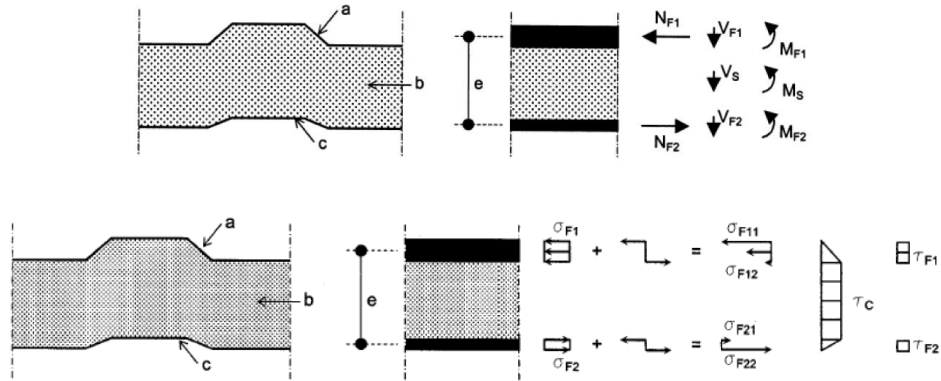 a
b
c
e
N_F1
V_F1
M_F1
V_S
M_S
N_F2
V_F2
M_F2
a
b
c
e
σ_F1 + = σ_F11
σ_F12
τ_C
τ_F1
σ_F2 + = σ_F21
σ_F22
τ_F2